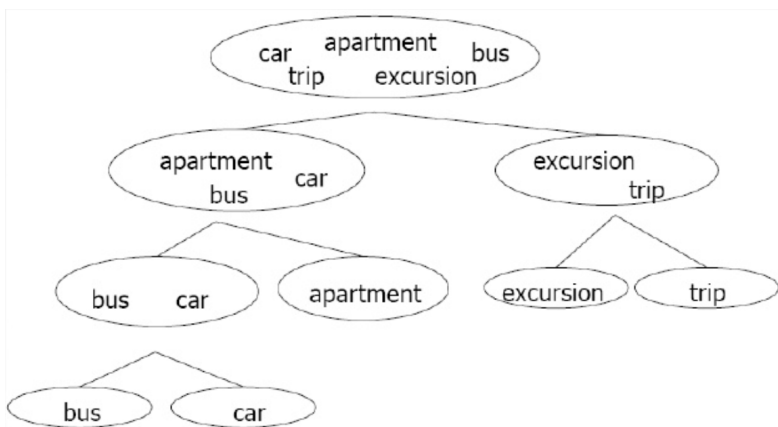 car apartment bus
trip excursion
apartment car
bus
excursion
trip
bus car
apartment
excursion
trip
bus
car